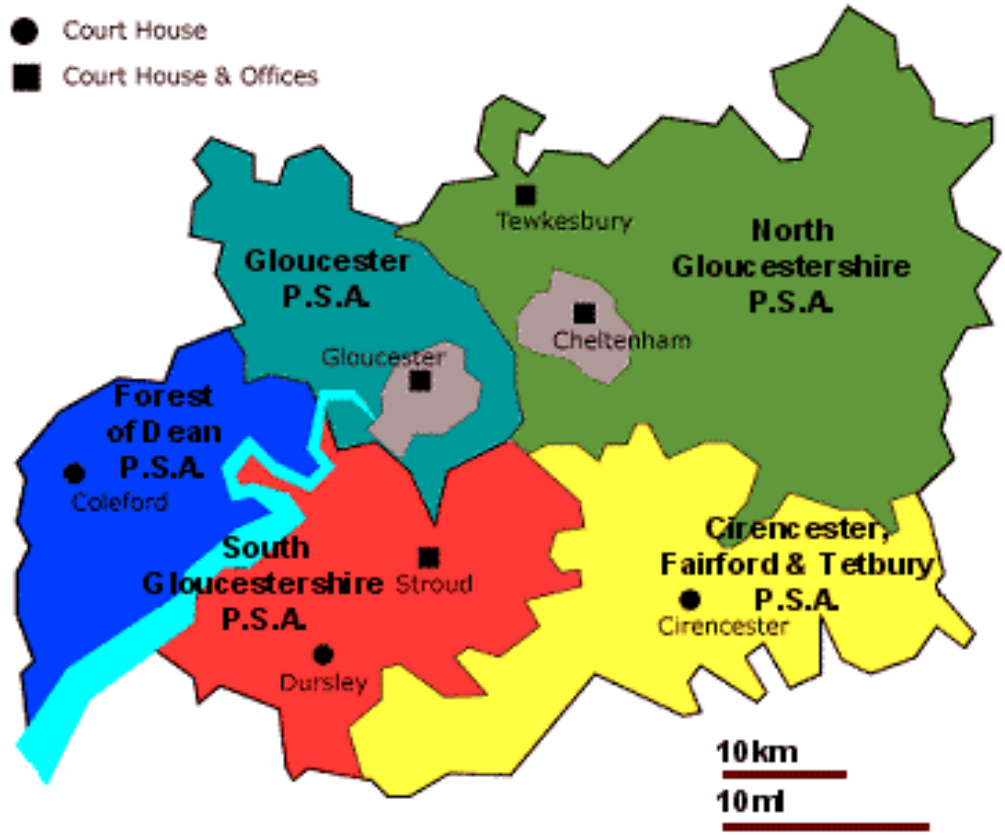 Court House
Court House & Offices
Tewkesbury
North
Gloucestershire
P.S.A.
Gloucester
P.S.A.
Cheltenham
Gloucester
Forest
of Dean
P.S.A.
Coleford
South
Gloucestershire
P.S.A.
Stroud
Dursley
Cirencester,
Fairford & Tetbury
P.S.A.
Cirencester
10km
10ml